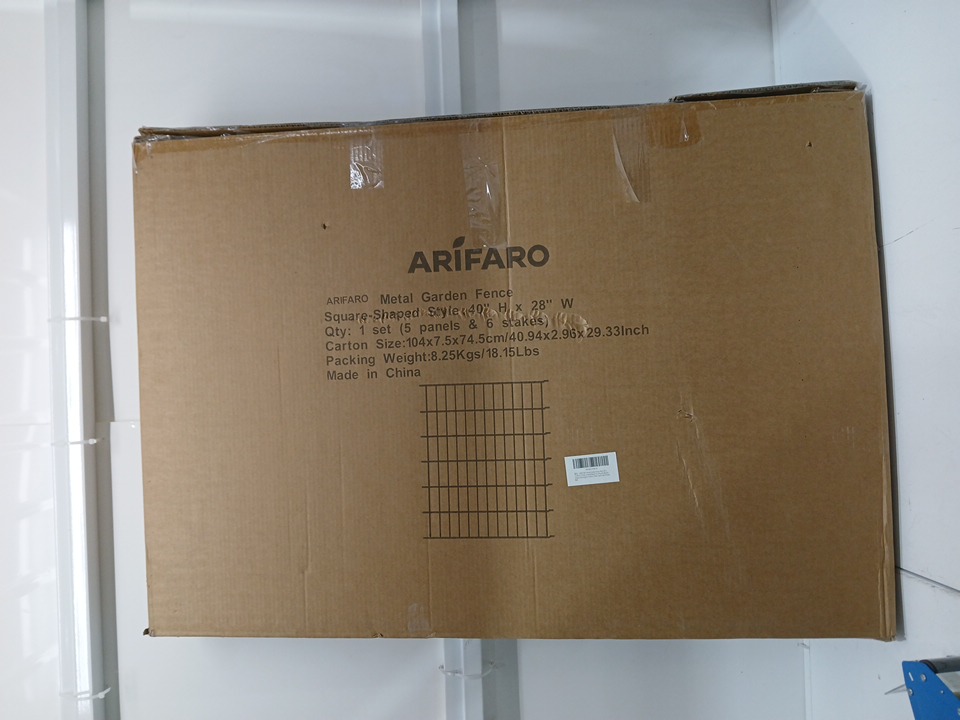 ARIFARO
ARIFARO Metal Garden Fence
Square-Shaped Style 40" H x 28" W
Qty: 1 set (5 panels & 6 stakes)
Carton Size:104x7.5x74.5cm/40.94x2.96x29.33Inch
Packing Weight:8.25Kgs/18.15Lbs
Made in China